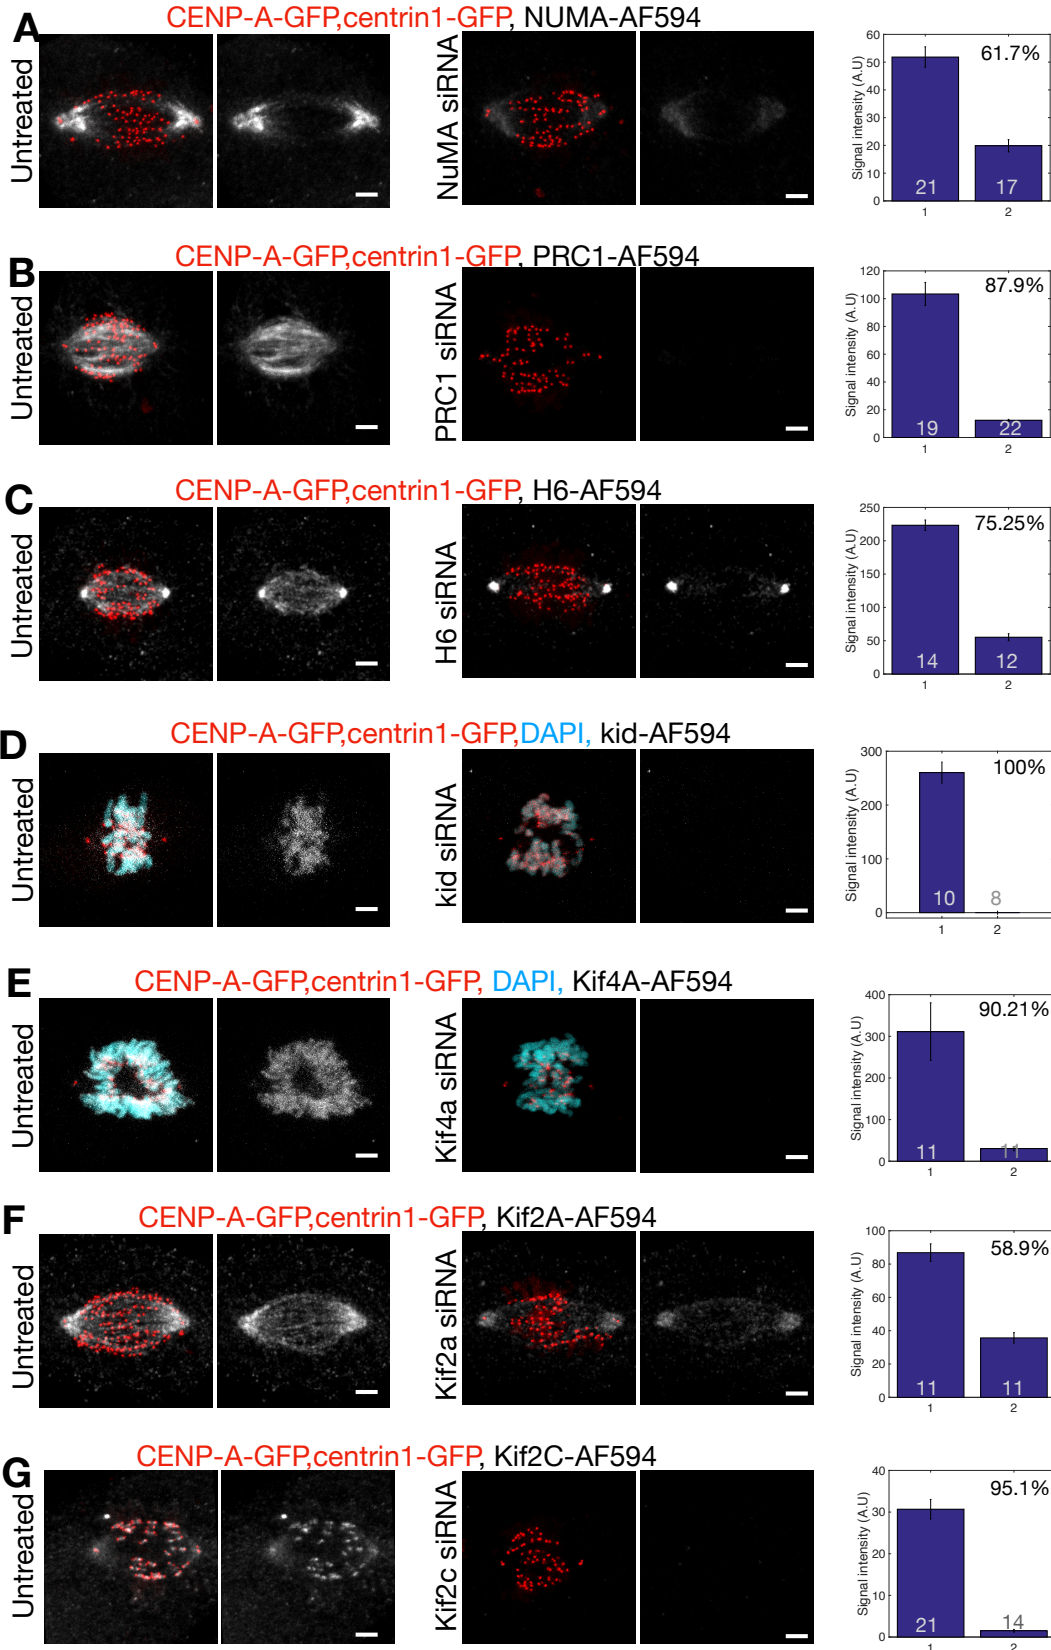 A
CENP-A-GFP,centrin1-GFP, NUMA-AF594
Untreated
NuMA siRNA
Signal intensity (A.U)
60
50
40
30
20
10
0
61.7%
21
17
1
2
B
CENP-A-GFP,centrin1-GFP, PRC1-AF594
Untreated
PRC1 siRNA
Signal intensity (A.U)
120
100
80
60
40
20
0
87.9%
19
22
1
2
C
CENP-A-GFP,centrin1-GFP, H6-AF594
Untreated
H6 siRNA
Signal intensity (A.U)
250
200
150
100
50
0
75.25%
14
12
1
2
D
CENP-A-GFP,centrin1-GFP,DAPI, kid-AF594
Untreated
kid siRNA
Signal intensity (A.U)
300
200
100
0
100%
10
8
1
2
E
CENP-A-GFP,centrin1-GFP, DAPI, Kif4A-AF594
Untreated
Kif4a siRNA
Signal intensity (A.U)
400
300
200
100
0
90.21%
11
11
1
2
F
CENP-A-GFP,centrin1-GFP, Kif2A-AF594
Untreated
Kif2a siRNA
Signal intensity (A.U)
100
80
60
40
20
0
58.9%
11
11
1
2
G
CENP-A-GFP,centrin1-GFP, Kif2C-AF594
Untreated
Kif2c siRNA
Signal intensity (A.U)
40
30
20
10
0
95.1%
21
14
1
2